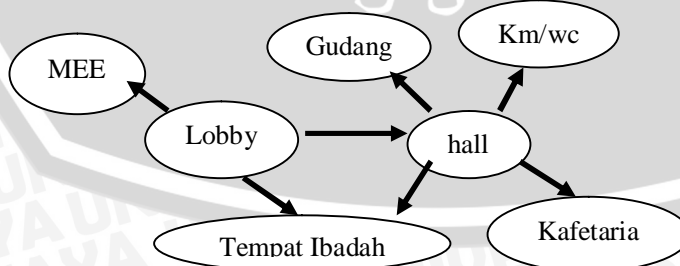 Km/wc
Gudang
MEE
Lobby
hall
Kafetaria
Tempat Ibadah